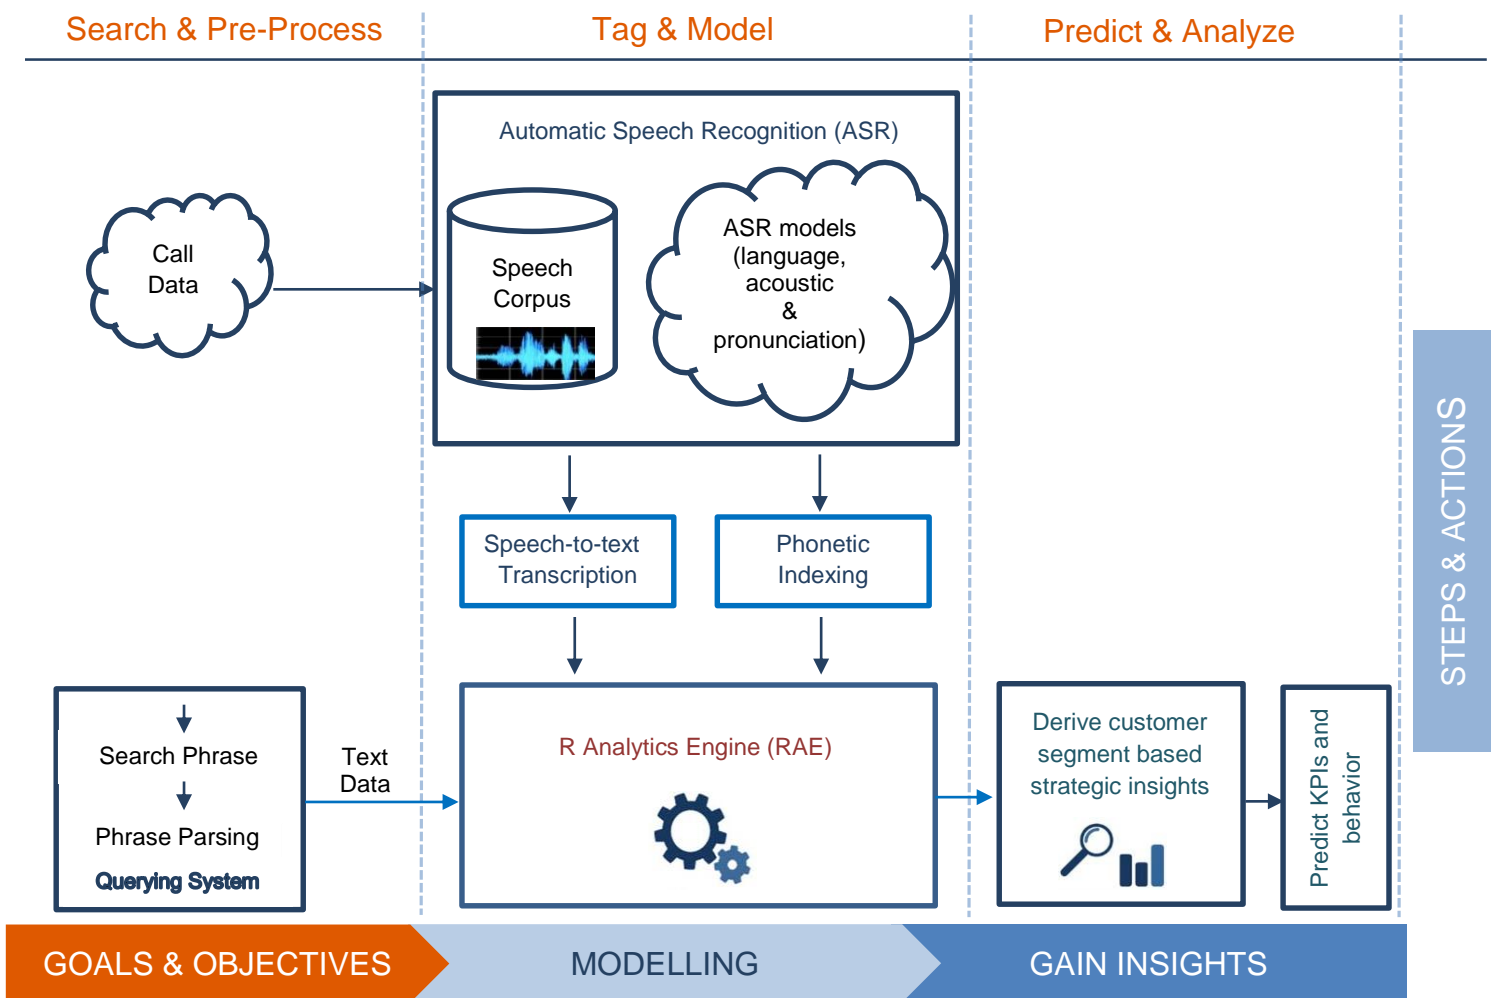 Search & Pre-Process
Tag & Model
Predict & Analyze
Automatic Speech Recognition (ASR)
Call
Data
Speech
Corpus
ASR models
(language,
acoustic
&
pronunciation)
Speech-to-text
Transcription
Phonetic
Indexing
Search Phrase
Phrase Parsing
Querying System
Text
Data
R Analytics Engine (RAE)
Derive customer
segment based
strategic insights
Predict KPIs and
behavior
STEPS & ACTIONS
GOALS & OBJECTIVES
MODELLING
GAIN INSIGHTS